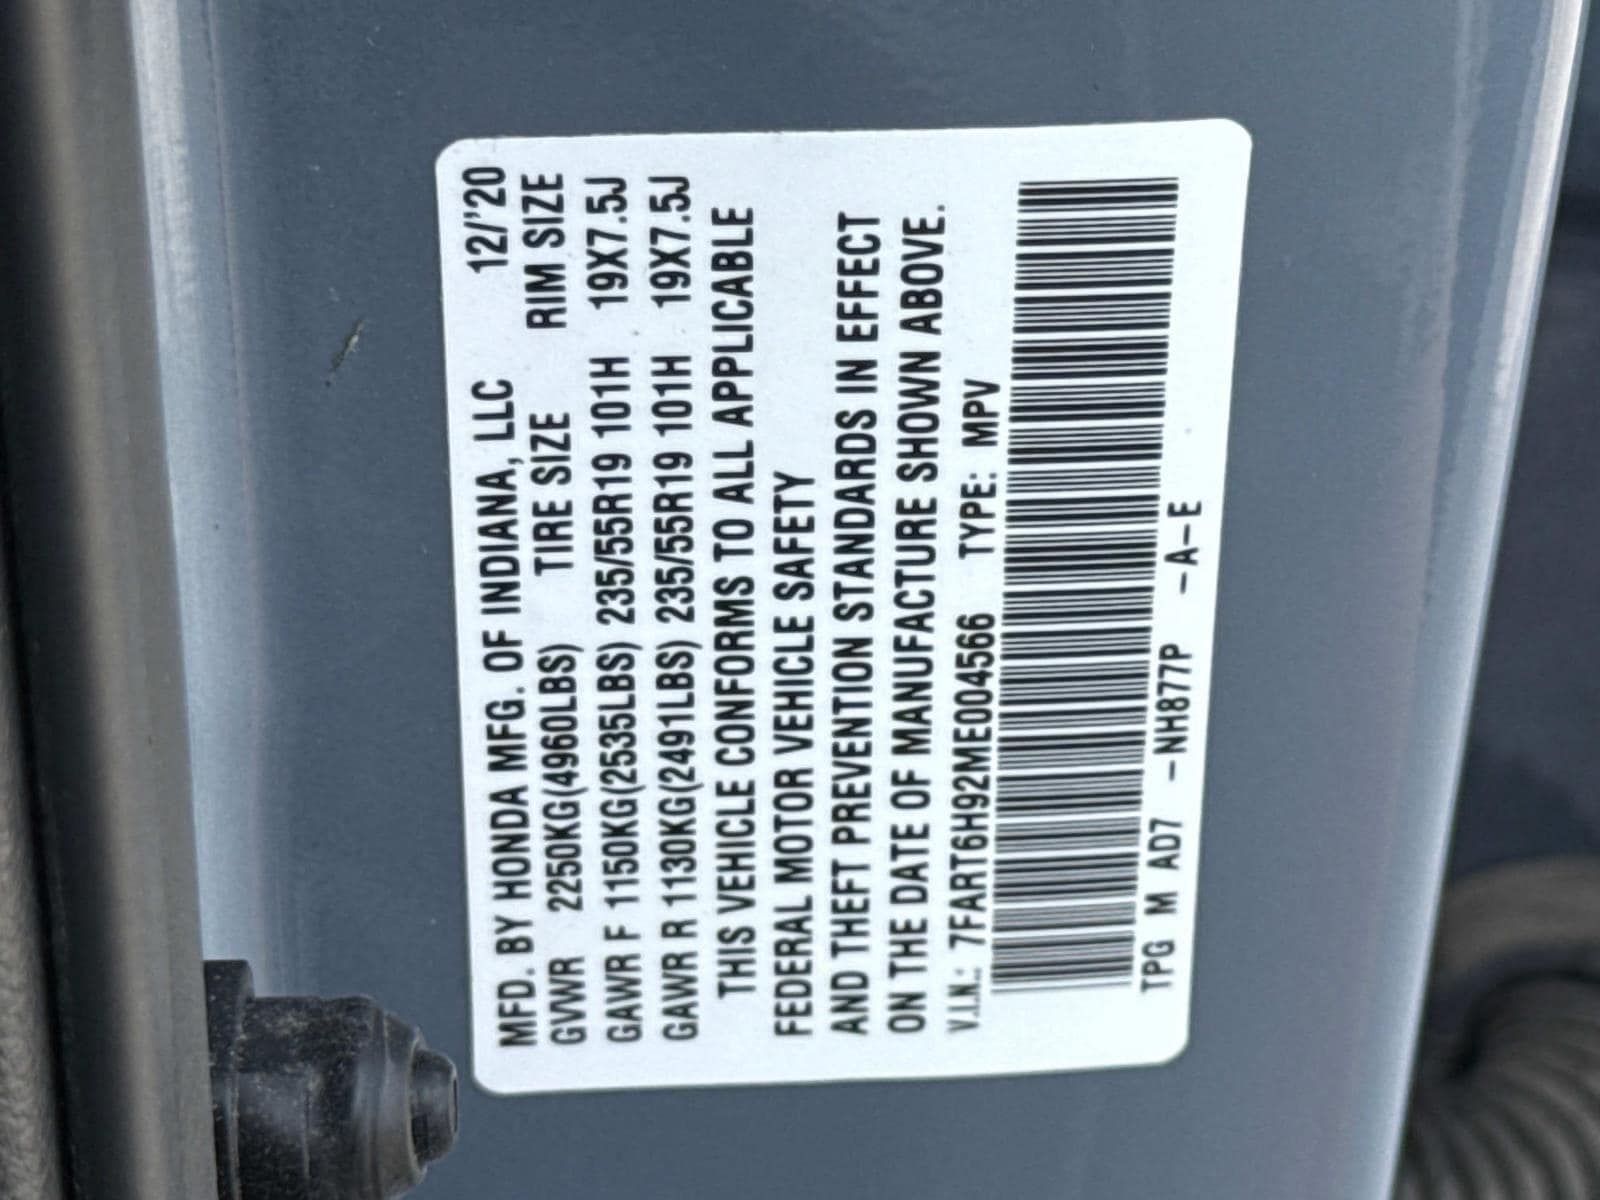 MFD. BY HONDA MFG. OF INDIANA, LLC 12/'20
GVWR 2250KG(4960LBS) TIRE SIZE RIM SIZE
GAWR F 1150KG(2535LBS) 235/55R19 101H 19X7.5J
GAWR R 1130KG(2491LBS) 235/55R19 101H 19X7.5J
THIS VEHICLE CONFORMS TO ALL APPLICABLE
FEDERAL MOTOR VEHICLE SAFETY
AND THEFT PREVENTION STANDARDS IN EFFECT
ON THE DATE OF MANUFACTURE SHOWN ABOVE.
V.I.N.: 7FART6H92ME004566 TYPE: MPV
TPG M AD7 -NH877P -A-E